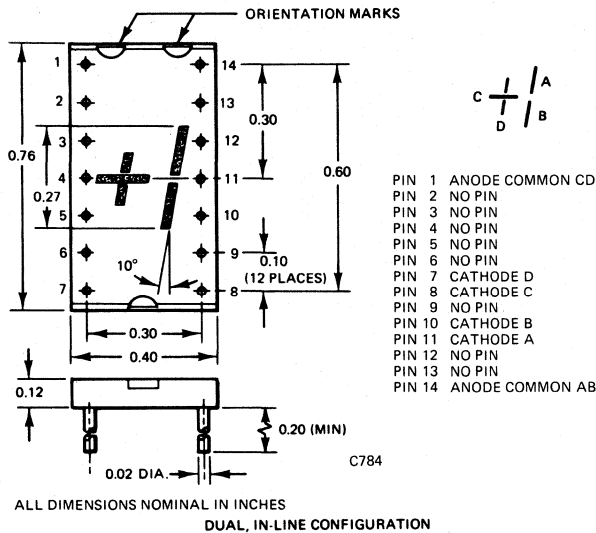 ORIENTATION MARKS
1
14
2
13
3
12
4
11
5
10
6
9
7
8
0.76
0.27
0.30
0.60
0.10
(12 PLACES)
10°
0.30
0.40
0.12
0.20 (MIN)
0.02 DIA.
A
B
C
D
PIN 1 ANODE COMMON CD
PIN 2 NO PIN
PIN 3 NO PIN
PIN 4 NO PIN
PIN 5 NO PIN
PIN 6 NO PIN
PIN 7 CATHODE D
PIN 8 CATHODE C
PIN 9 NO PIN
PIN 10 CATHODE B
PIN 11 CATHODE A
PIN 12 NO PIN
PIN 13 NO PIN
PIN 14 ANODE COMMON AB
C784
ALL DIMENSIONS NOMINAL IN INCHES
DUAL, IN-LINE CONFIGURATION